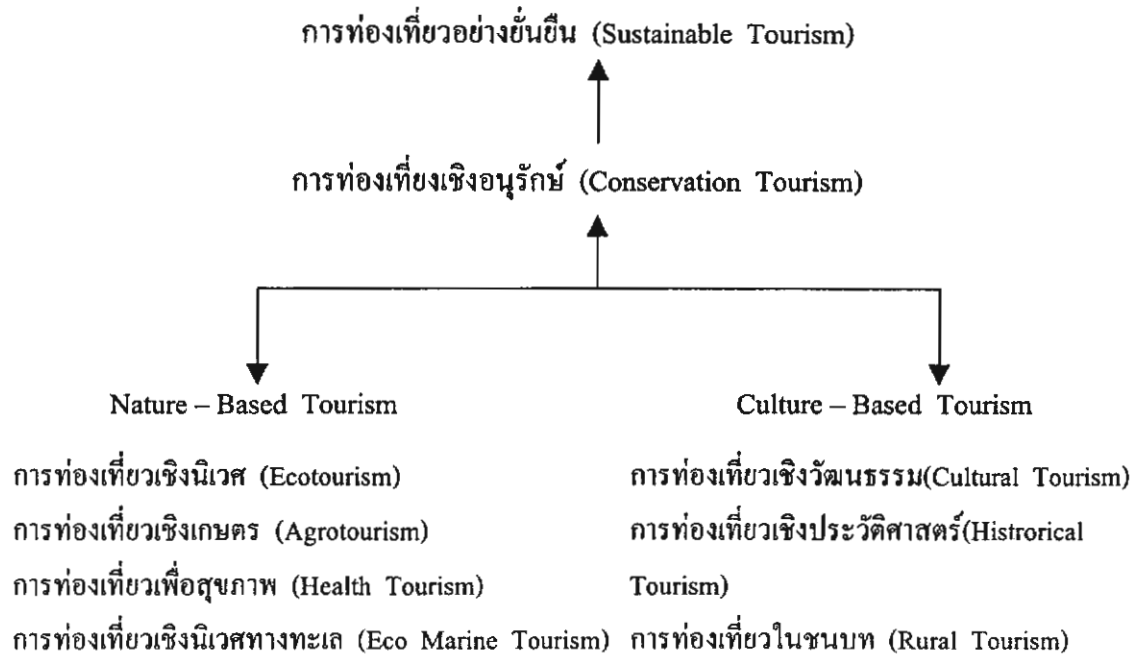 การท่องเที่ยวอย่างยั่นยืน (Sustainable Tourism)
การท่องเที่ยงเชิงอนุรักษ์ (Conservation Tourism)
Nature – Based Tourism
การท่องเที่ยวเชิงนิเวศ (Ecotourism)
การท่องเที่ยวเชิงเกษตร (Agrotourism)
การท่องเที่ยวเพื่อสุขภาพ (Health Tourism)
การท่องเที่ยวเชิงนิเวศทางทะเล (Eco Marine Tourism)
Culture – Based Tourism
การท่องเที่ยวเชิงวัฒนธรรม(Cultural Tourism)
การท่องเที่ยวเชิงประวัติศาสตร์(Histrorical
Tourism)
การท่องเที่ยวในชนบท (Rural Tourism)